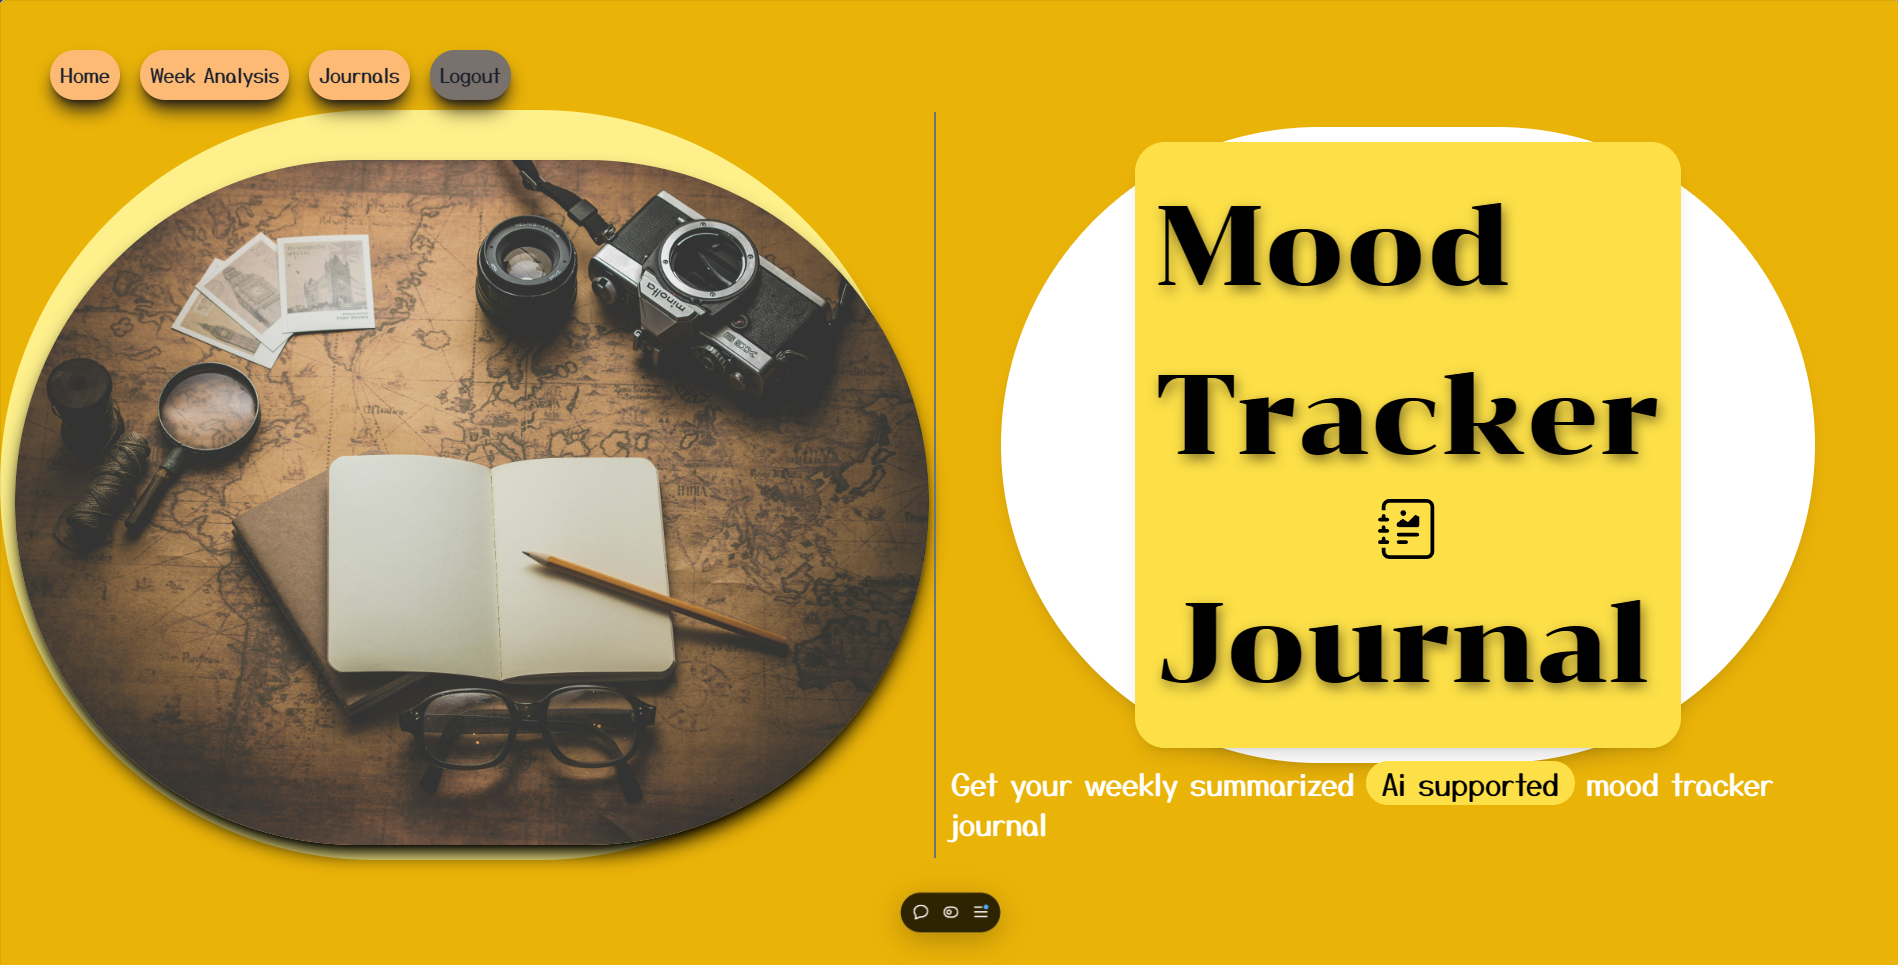 Home Week Analysis Journals Logout
minolta
Mood
Tracker
Journal
Get your weekly summarized Ai supported mood tracker
journal